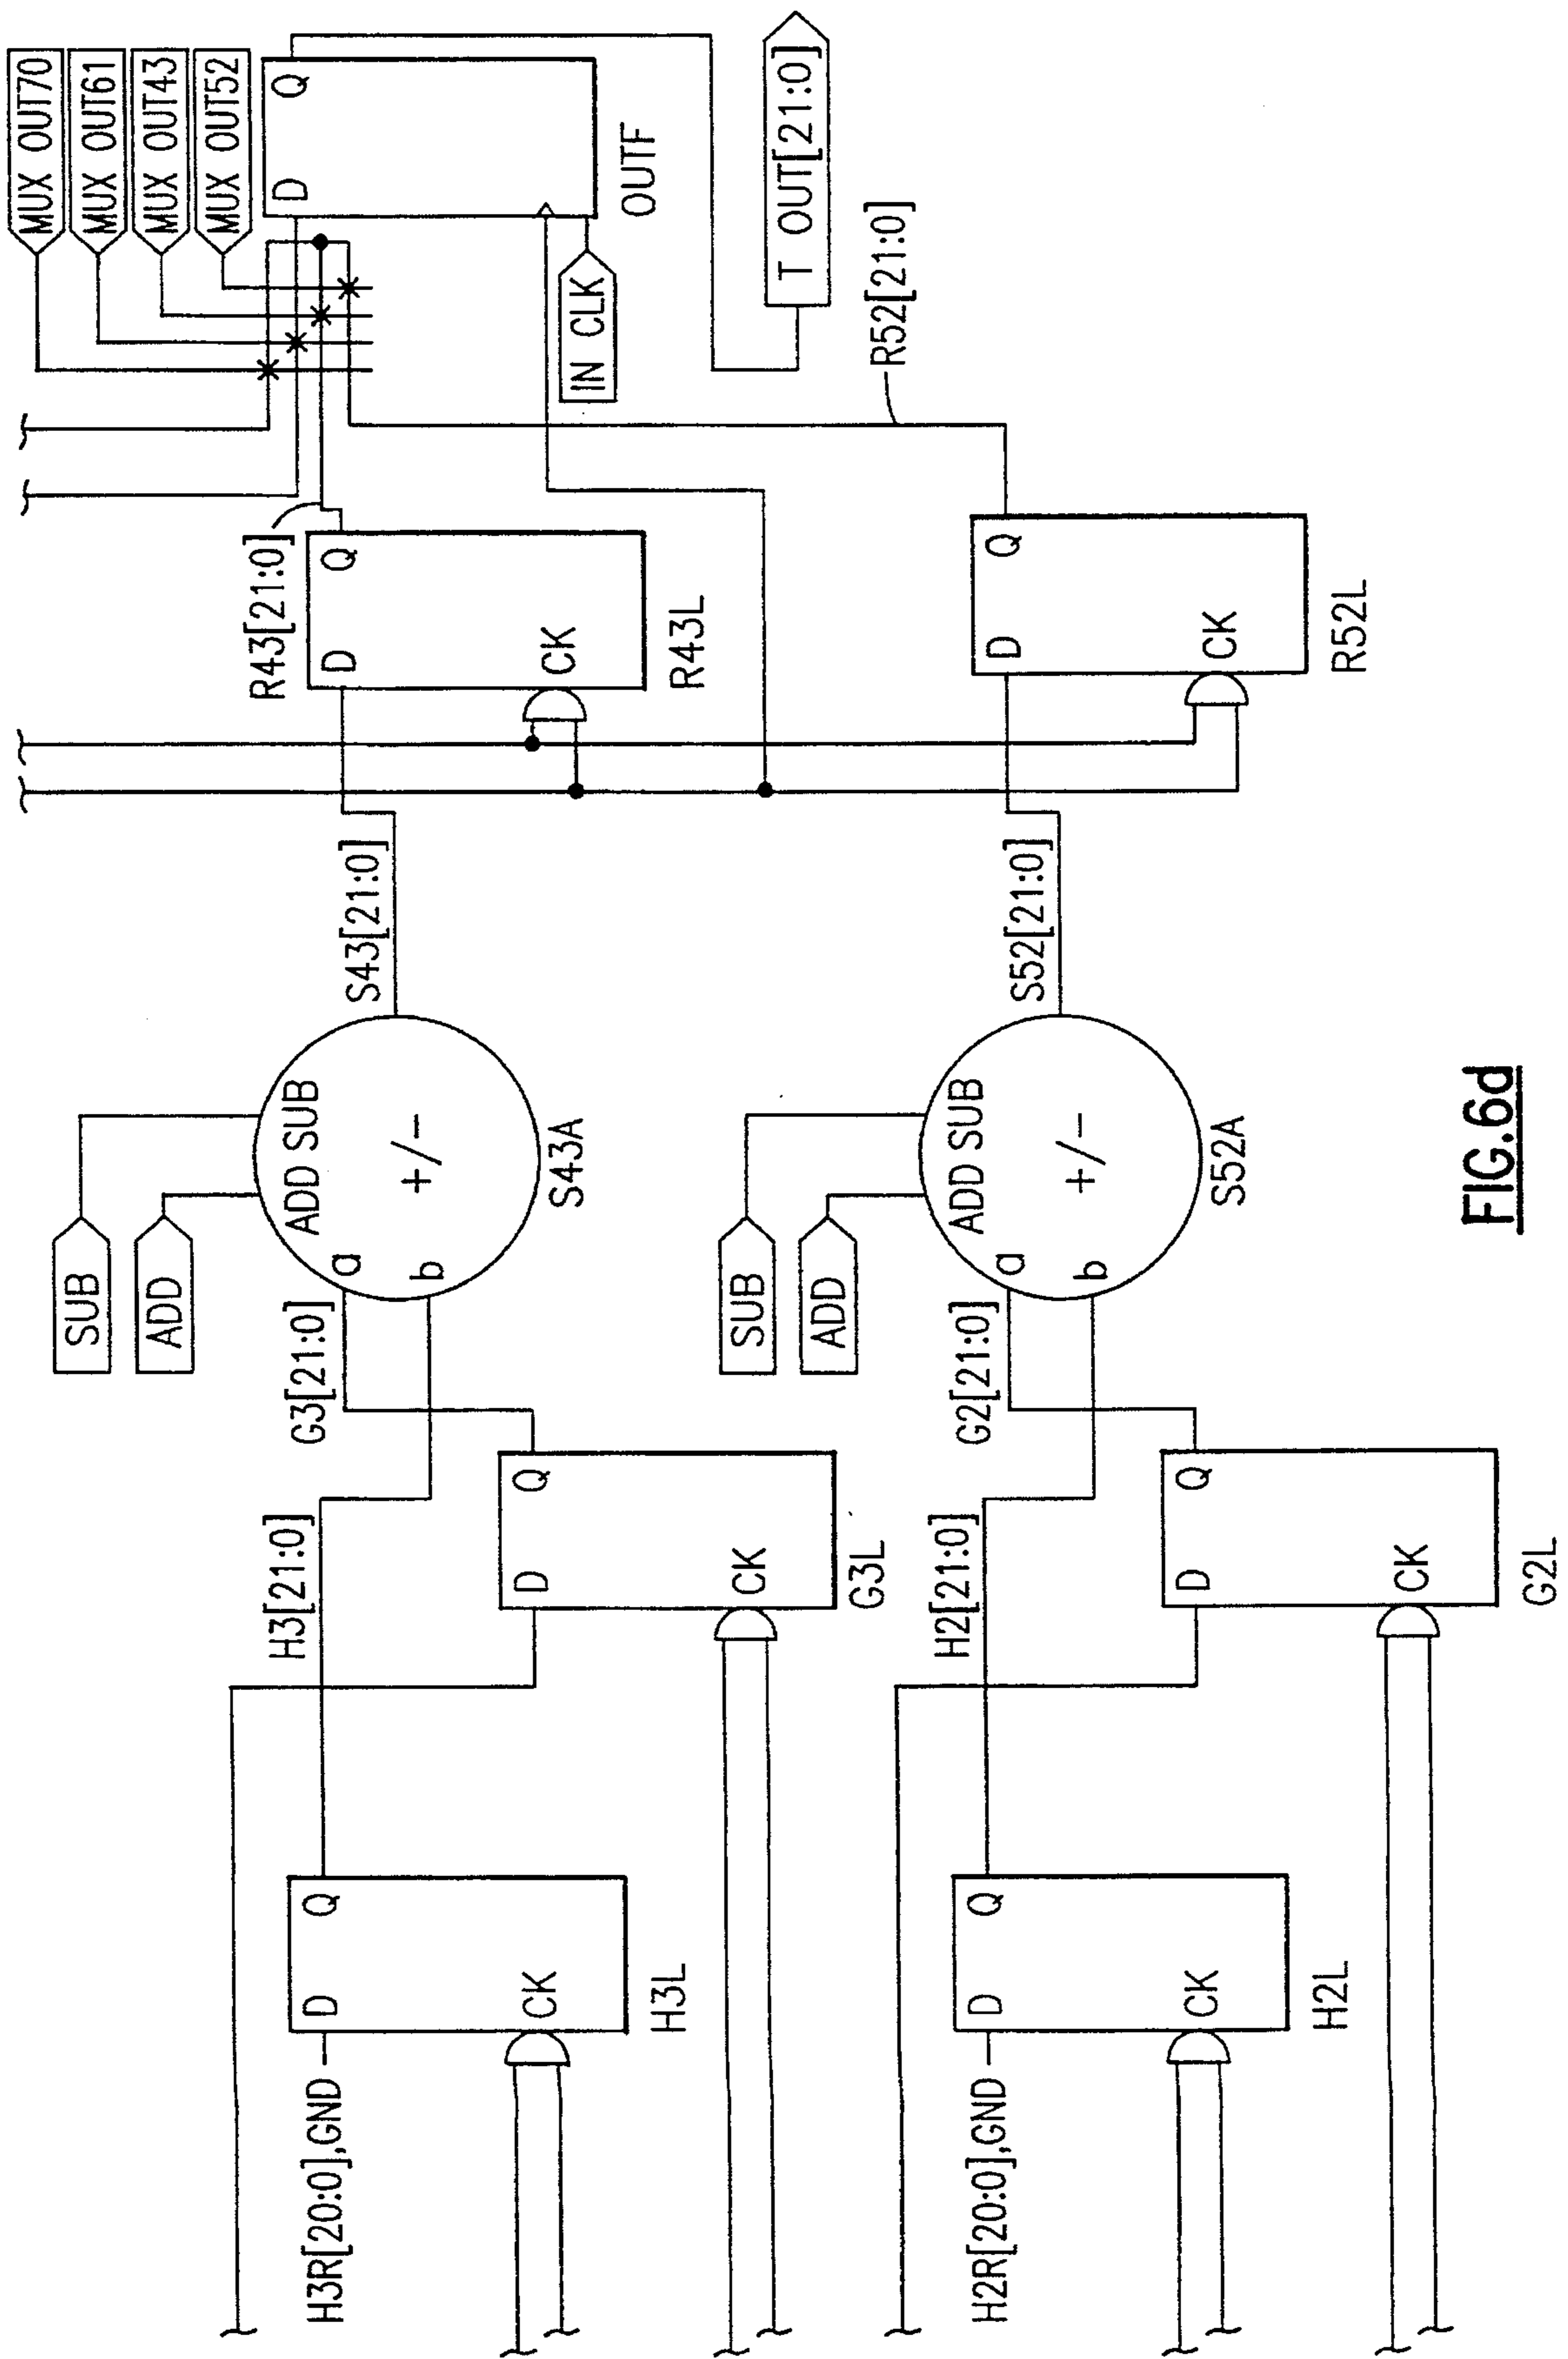 MUX OUT70
MUX OUT61
MUX OUT43
MUX OUT52
D
Q
OUTF
IN CLK
T OUT[21:0]
R52[21:0]
R43[21:0]
D
Q
CK
R43L
D
Q
CK
R52L
S43[21:0]
S52[21:0]
SUB
ADD
ADD SUB
a
b
+/-
S43A
SUB
ADD
ADD SUB
a
b
+/-
S52A
G3[21:0]
H3[21:0]
D
Q
CK
G3L
G2[21:0]
H2[21:0]
D
Q
CK
G2L
H3R[20:0],GND
D
Q
CK
H3L
H2R[20:0],GND
D
Q
CK
H2L
FIG.6d